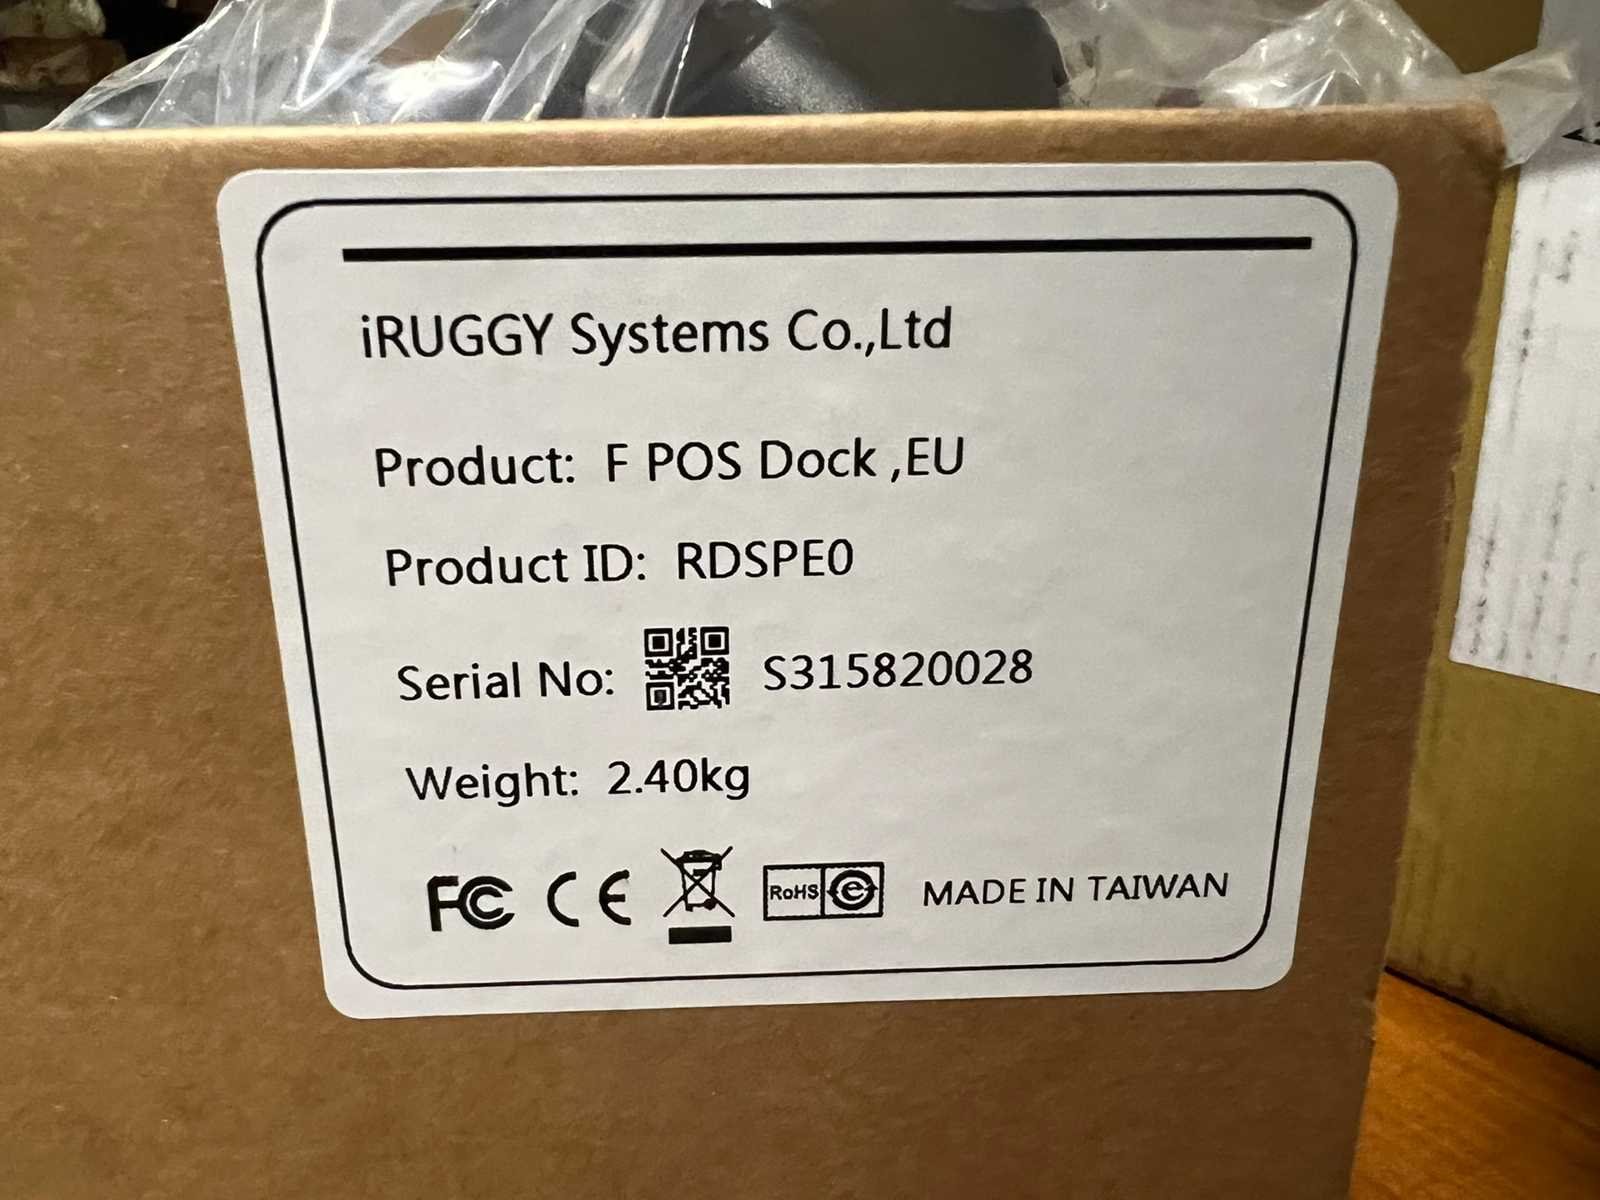 iRUGGY Systems Co.,Ltd
Product: F POS Dock ,EU
Product ID: RDSPE0
Serial No: S315820028
Weight: 2.40kg
FC CE RoHS e MADE IN TAIWAN